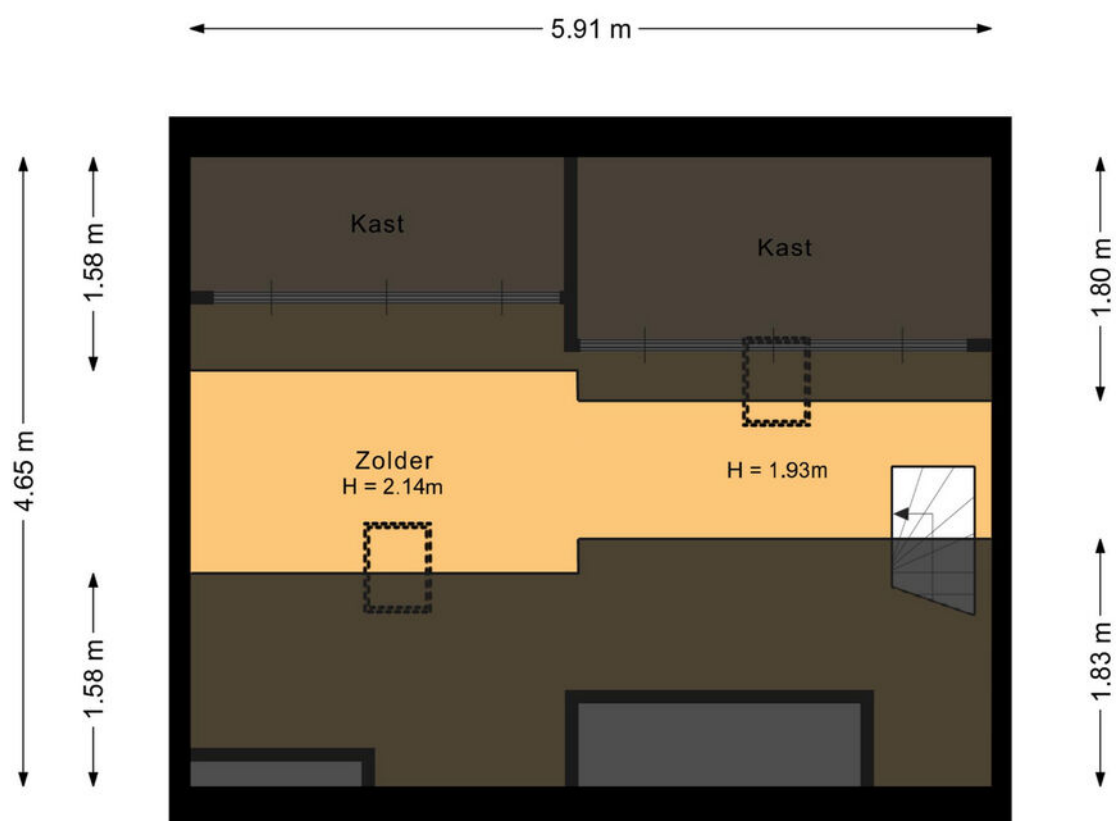 5.91 m
Kast
Kast
1.58 m
1.80 m
4.65 m
Zolder
H = 2.14m
H = 1.93m
1.58 m
1.83 m